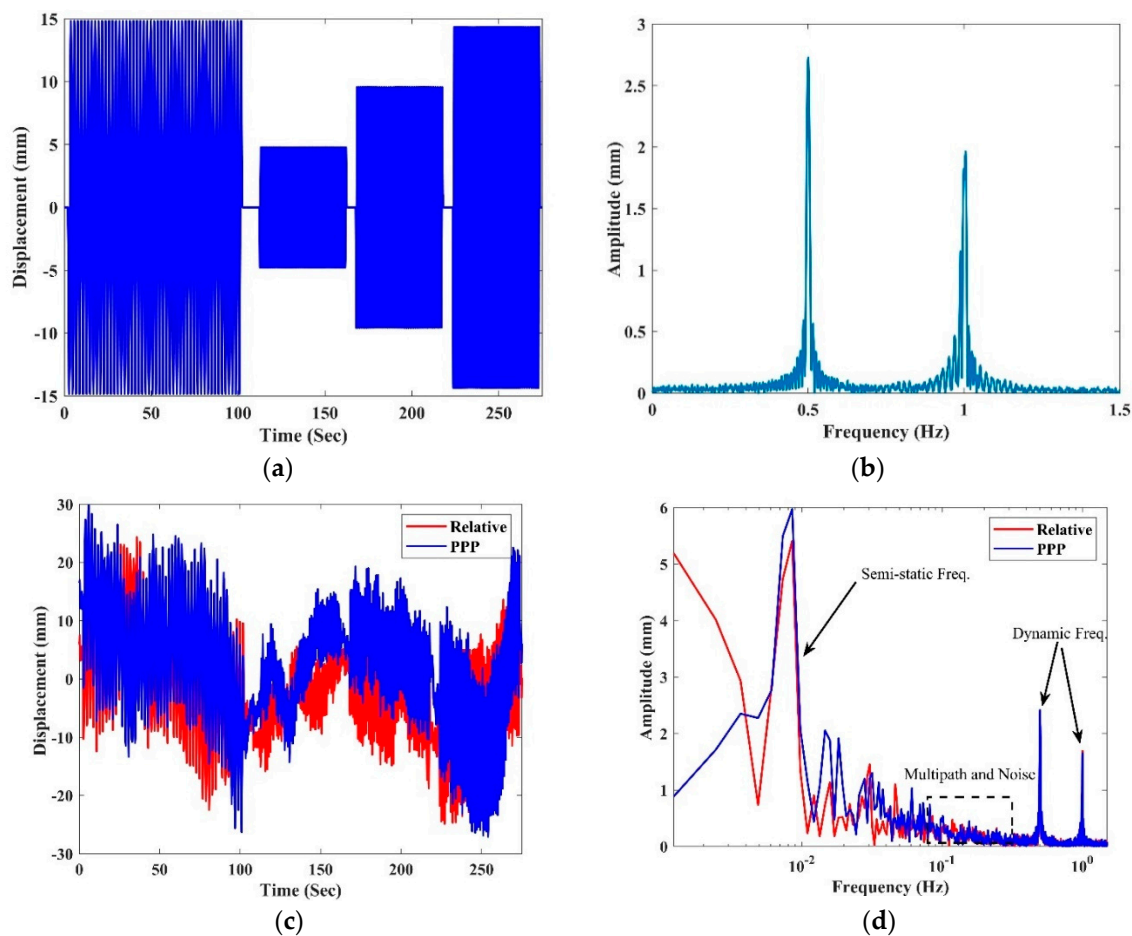 15
10
5
0
-5
-10
-15
Displacement (mm)
0 50 100 150 200 250
Time (Sec)
(a)
3
2.5
2
1.5
1
0.5
0
Amplitude (mm)
0 0.5 1 1.5
Frequency (Hz)
(b)
30
20
10
0
-10
-20
-30
Displacment (mm)
Relative
PPP
0 50 100 150 200 250
Time (Sec)
(c)
6
5
4
3
2
1
0
Amplitude (mm)
Relative
PPP
Semi-static Freq.
Dynamic Freq.
Multipath and Noise
10-2 10-1 100
Frequency (Hz)
(d)